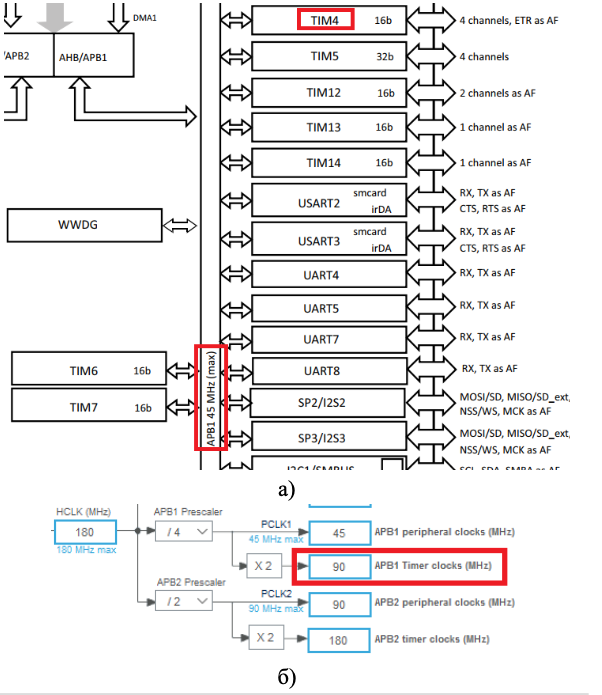 DMA1
/APB2 AHB/APB1
TIM4 16b 4 channels, ETR as AF
TIM5 32b 4 channels
TIM12 16b 2 channels as AF
TIM13 16b 1 channel as AF
TIM14 16b 1 channel as AF
USART2 smcard irDA RX, TX as AF
CTS, RTS as AF
WWDG
USART3 smcard irDA RX, TX as AF
CTS, RTS as AF
UART4 RX, TX as AF
UART5 RX, TX as AF
UART7 RX, TX as AF
APB1 45 MHz (max)
TIM6 16b
UART8 RX, TX as AF
TIM7 16b
SP2/I2S2 MOSI/SD, MISO/SD_ext,
NSS/WS, MCK as AF
SP3/I2S3 MOSI/SD, MISO/SD_ext,
NSS/WS, MCK as AF
I2C1/SMBUS SCL, SDA, SMBA as AF
а)
HCLK (MHz) APB1 Prescaler
180 / 4 PCLK1 45 APB1 peripheral clocks (MHz)
180 MHz max 45 MHz max
X 2 90 APB1 Timer clocks (MHz)
APB2 Prescaler
/ 2 PCLK2 90 APB2 peripheral clocks (MHz)
90 MHz max
X 2 180 APB2 timer clocks (MHz)
б)